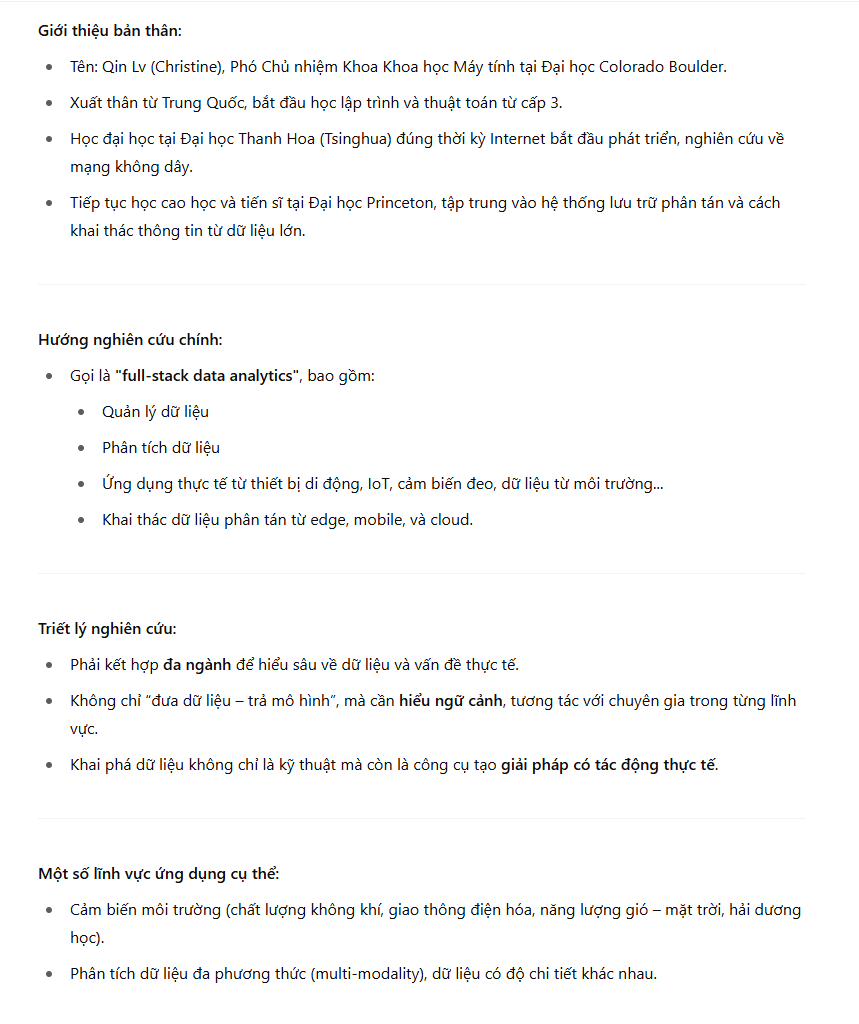 Giới thiệu bản thân:
Tên: Qin Lv (Christine), Phó Chủ nhiệm Khoa Khoa học Máy tính tại Đại học Colorado Boulder.
Xuất thân từ Trung Quốc, bắt đầu học lập trình và thuật toán từ cấp 3.
Học đại học tại Đại học Thanh Hoa (Tsinghua) đúng thời kỳ Internet bắt đầu phát triển, nghiên cứu về
mạng không dây.
Tiếp tục học cao học và tiến sĩ tại Đại học Princeton, tập trung vào hệ thống lưu trữ phân tán và cách
khai thác thông tin từ dữ liệu lớn.
Hướng nghiên cứu chính:
Gọi là "full-stack data analytics", bao gồm:
Quản lý dữ liệu
Phân tích dữ liệu
Ứng dụng thực tế từ thiết bị di động, IoT, cảm biến đeo, dữ liệu từ môi trường...
Khai thác dữ liệu phân tán từ edge, mobile, và cloud.
Triết lý nghiên cứu:
Phải kết hợp đa ngành để hiểu sâu về dữ liệu và vấn đề thực tế.
Không chỉ “đưa dữ liệu – trả mô hình”, mà cần hiểu ngữ cảnh, tương tác với chuyên gia trong từng lĩnh
vực.
Khai phá dữ liệu không chỉ là kỹ thuật mà còn là công cụ tạo giải pháp có tác động thực tế.
Một số lĩnh vực ứng dụng cụ thể:
Cảm biến môi trường (chất lượng không khí, giao thông điện hóa, năng lượng gió – mặt trời, hải dương
học).
Phân tích dữ liệu đa phương thức (multi-modality), dữ liệu có độ chi tiết khác nhau.